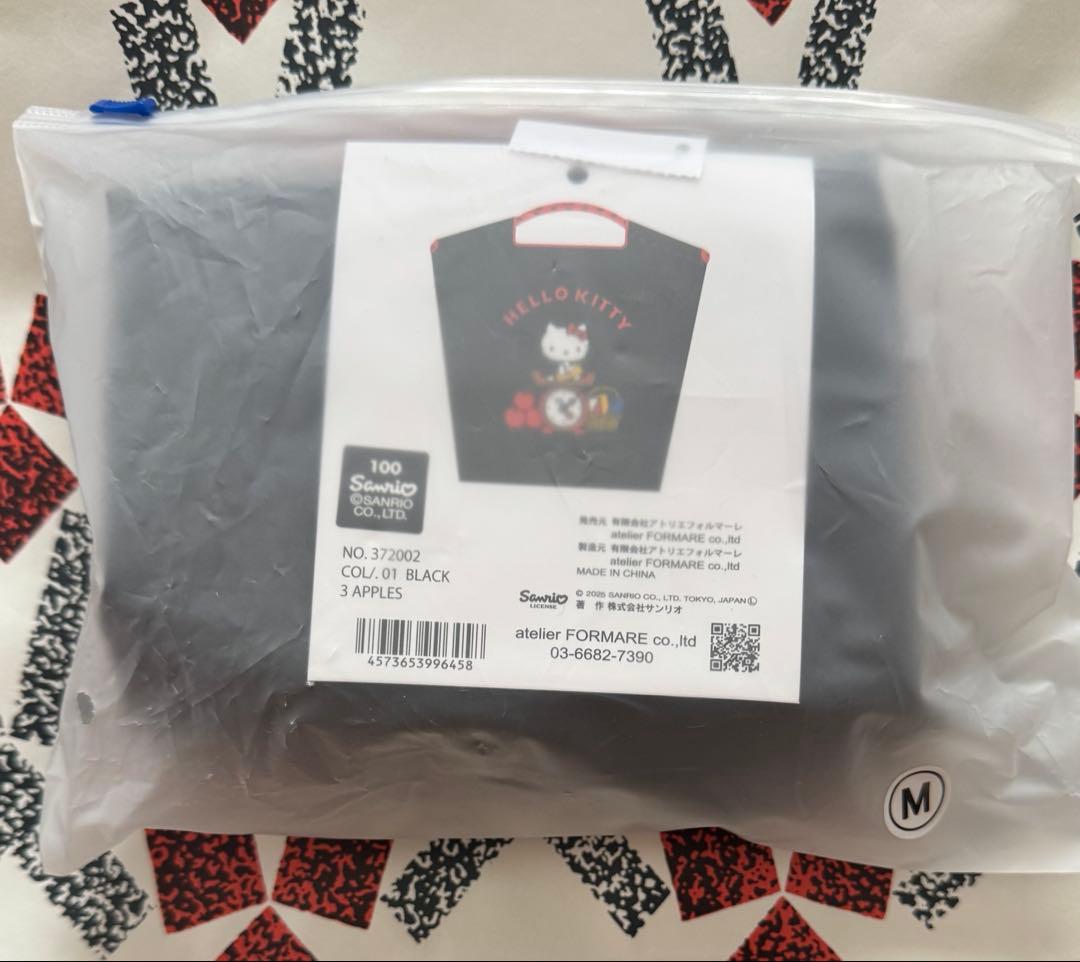 HELLO KITTY
100
Sanrio
©SANRIO
CO.,LTD.
NO. 372002
COL/. 01 BLACK
3 APPLES
4573653996458
発売元 有限会社アトリエフォルマーレ
atelier FORMARE co.,ltd
製造元 有限会社アトリエフォルマーレ
atelier FORMARE co.,ltd
MADE IN CHINA
Sanrio
LICENSE
© 2025 SANRIO CO., LTD. TOKYO, JAPAN Ⓛ
著 作 株式会社サンリオ
atelier FORMARE co.,ltd
03-6682-7390
M